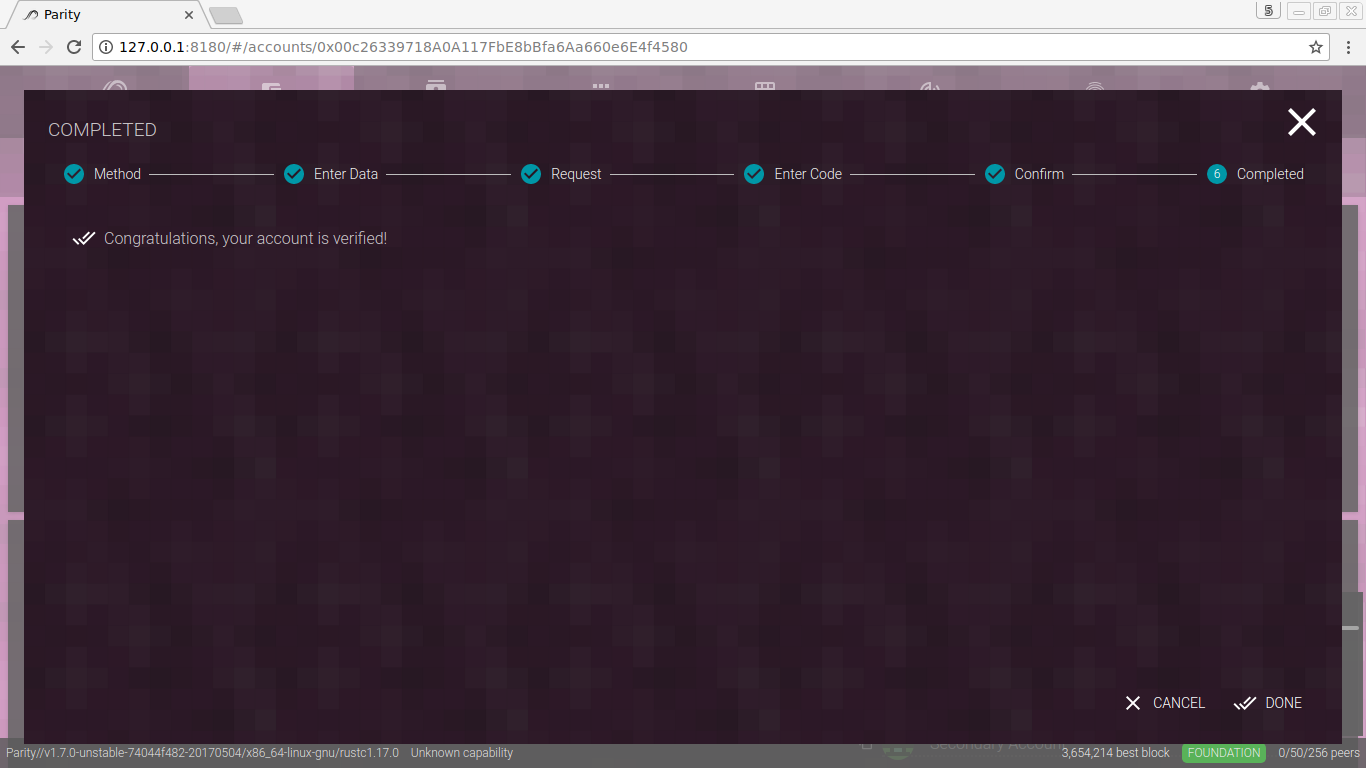 Parity
5
127.0.0.1:8180/#/accounts/0x00c26339718A0A117FbE8bBfa6Aa660e6E4f4580
COMPLETED
Method Enter Data Request Enter Code Confirm 6 Completed
Congratulations, your account is verified!
CANCEL DONE
Secondary Account
Parity//v1.7.0-unstable-74044f482-20170504/x86_64-linux-gnu/rustc1.17.0 Unknown capability 3,654,214 best block FOUNDATION 0/50/256 peers